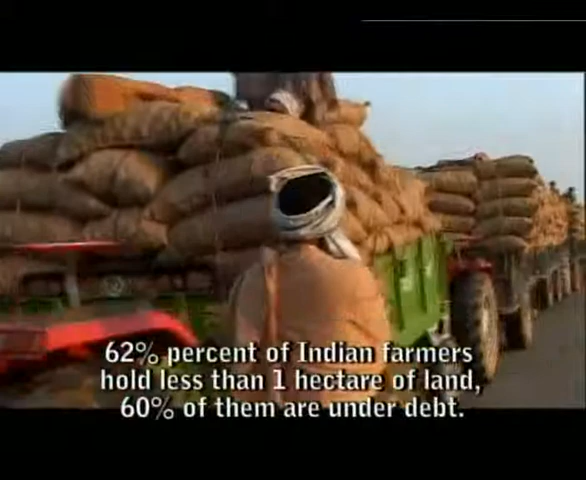 62% percent of Indian farmers
hold less than 1 hectare of land,
60% of them are under debt.